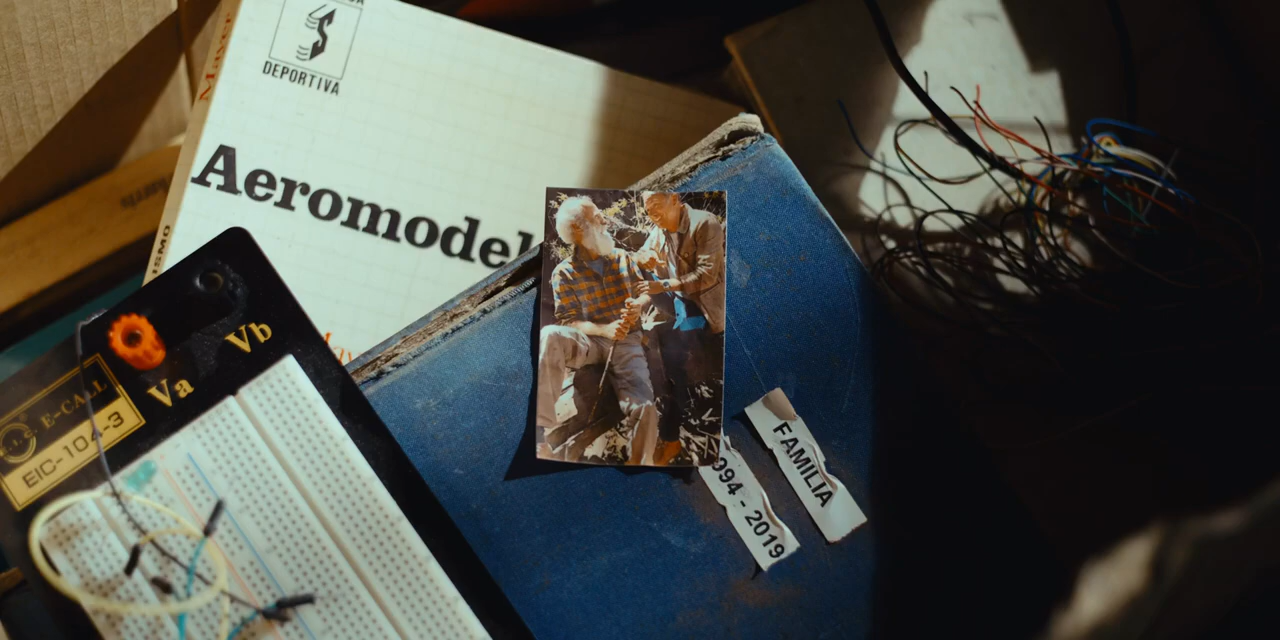 DEPORTIVA
Aeromodel
Vb
Va
E-CALL
EIC-104-3
FAMILIA
994 - 2019